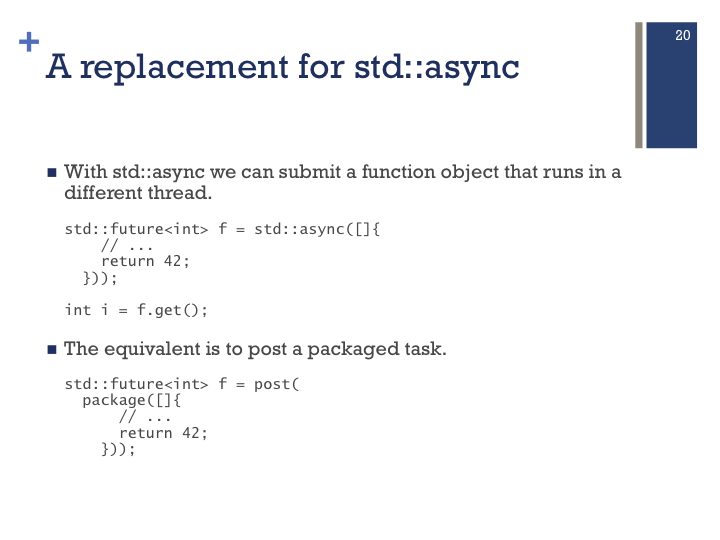 20
+
A replacement for std::async
■ With std::async we can submit a function object that runs in a
different thread.
std::future<int> f = std::async([]{
    // ...
    return 42;
  }));
int i = f.get();
■ The equivalent is to post a packaged task.
std::future<int> f = post(
  package([]{
      // ...
      return 42;
    }));